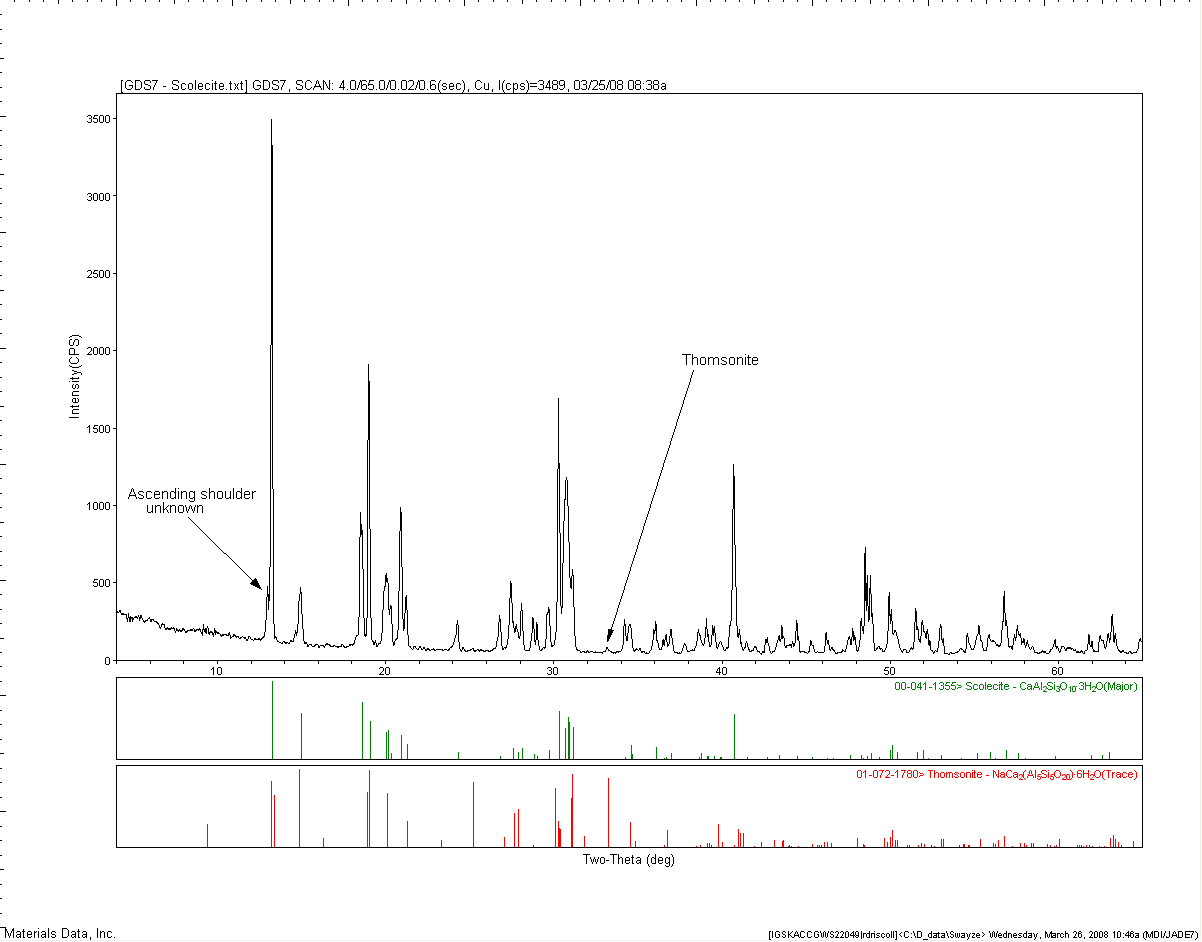 [GDS7 - Scolecite.txt] GDS7, SCAN: 4.0/65.0/0.02/0.6(sec), Cu, I(cps)=3489, 03/25/08 08:38a
3500
3000
2500
2000
1500
1000
500
0
Intensity(CPS)
Thomsonite
Ascending shoulder
unknown
10 20 30 40 50 60
00-041-1355> Scolecite - CaAl2Si3O10·3H2O(Major)
01-072-1780> Thomsonite - NaCa2(Al5Si5O20)·6H2O(Trace)
Two-Theta (deg)
Materials Data, Inc.
[IGSKACCGWS22049|rdriscoll]<C:\D_data\Swayze> Wednesday, March 26, 2008 10:46a (MDI/JADE7)